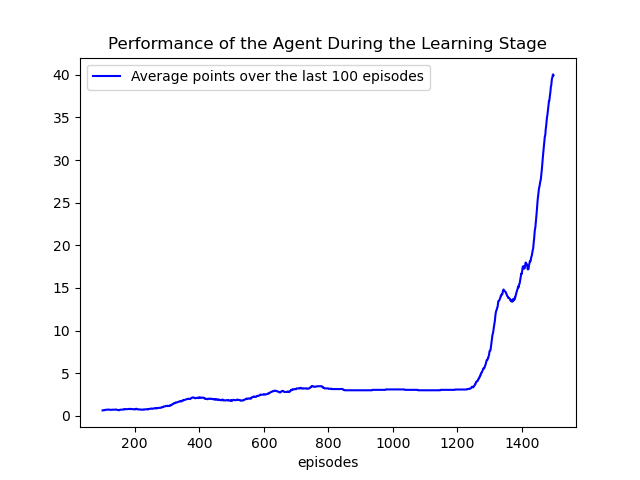 Performance of the Agent During the Learning Stage
Average points over the last 100 episodes
40
35
30
25
20
15
10
5
0
200 400 600 800 1000 1200 1400
episodes